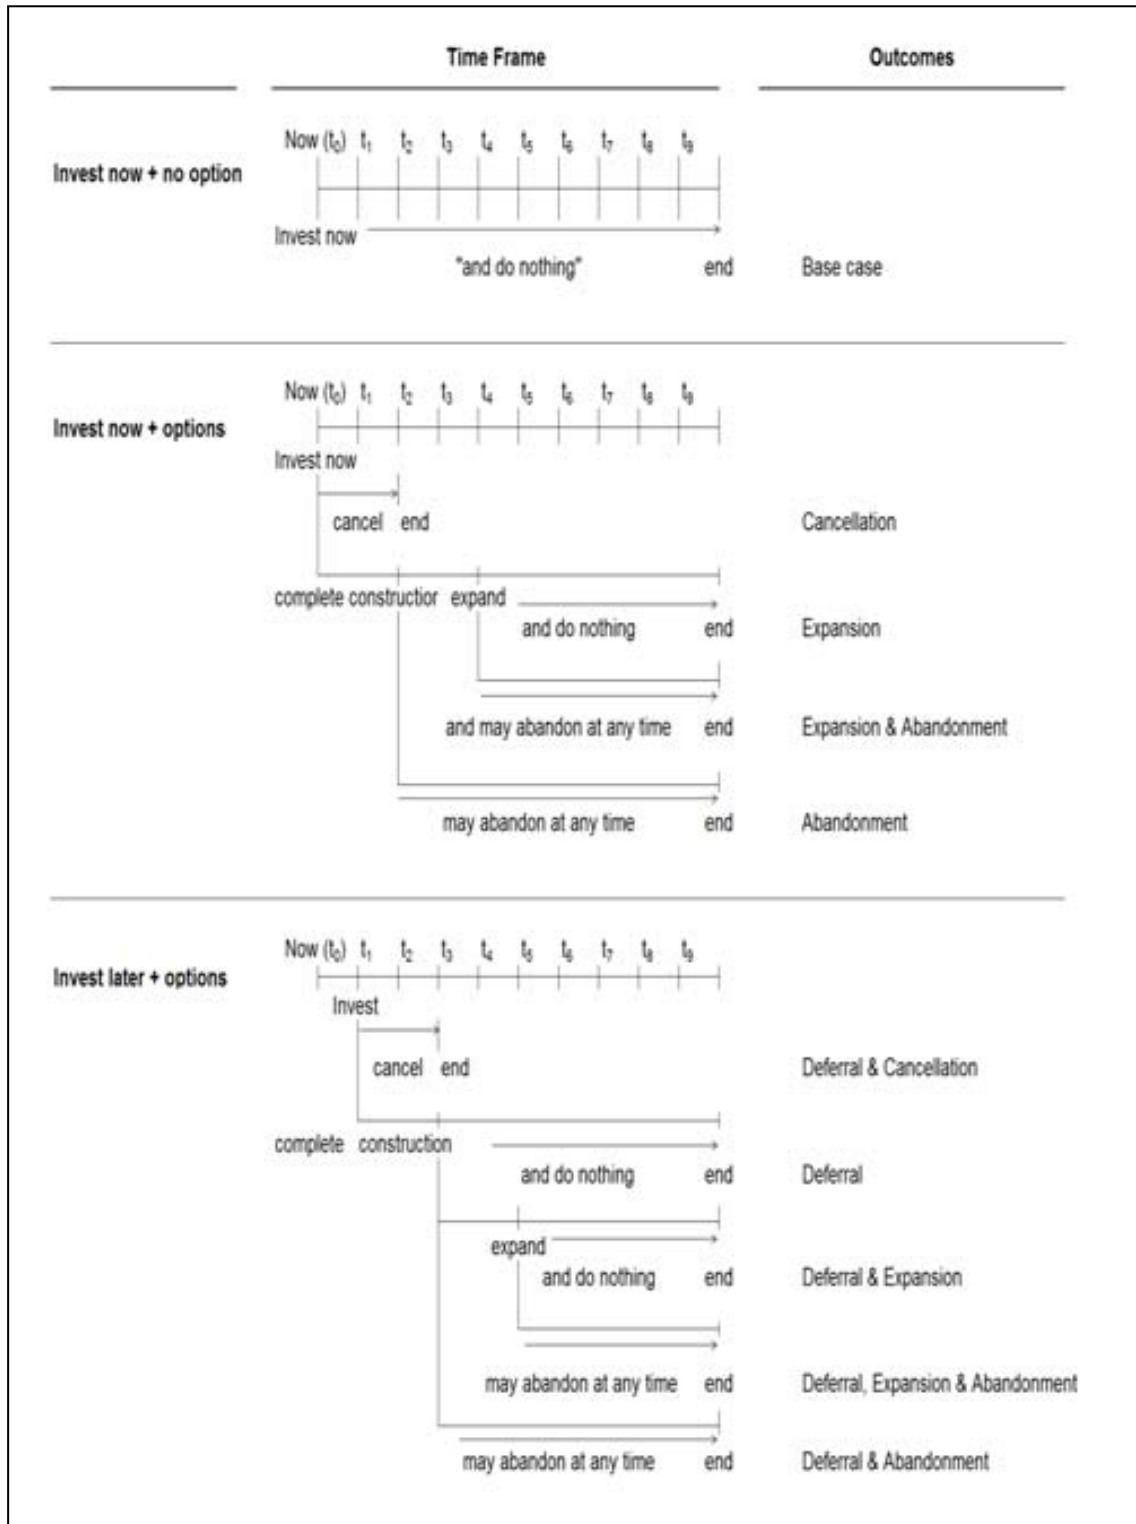 Time Frame Outcomes
Now (t₀) t₁ t₂ t₃ t₄ t₅ t₆ t₇ t₈ t₉
Invest now + no option
Invest now
"and do nothing" end Base case
Now (t₀) t₁ t₂ t₃ t₄ t₅ t₆ t₇ t₈ t₉
Invest now + options
Invest now
cancel end Cancellation
complete constructior expand
and do nothing end Expansion
and may abandon at any time end Expansion & Abandonment
may abandon at any time end Abandonment
Now (t₀) t₁ t₂ t₃ t₄ t₅ t₆ t₇ t₈ t₉
Invest later + options
Invest
cancel end Deferral & Cancellation
complete construction
and do nothing end Deferral
expand
and do nothing end Deferral & Expansion
may abandon at any time end Deferral, Expansion & Abandonment
may abandon at any time end Deferral & Abandonment